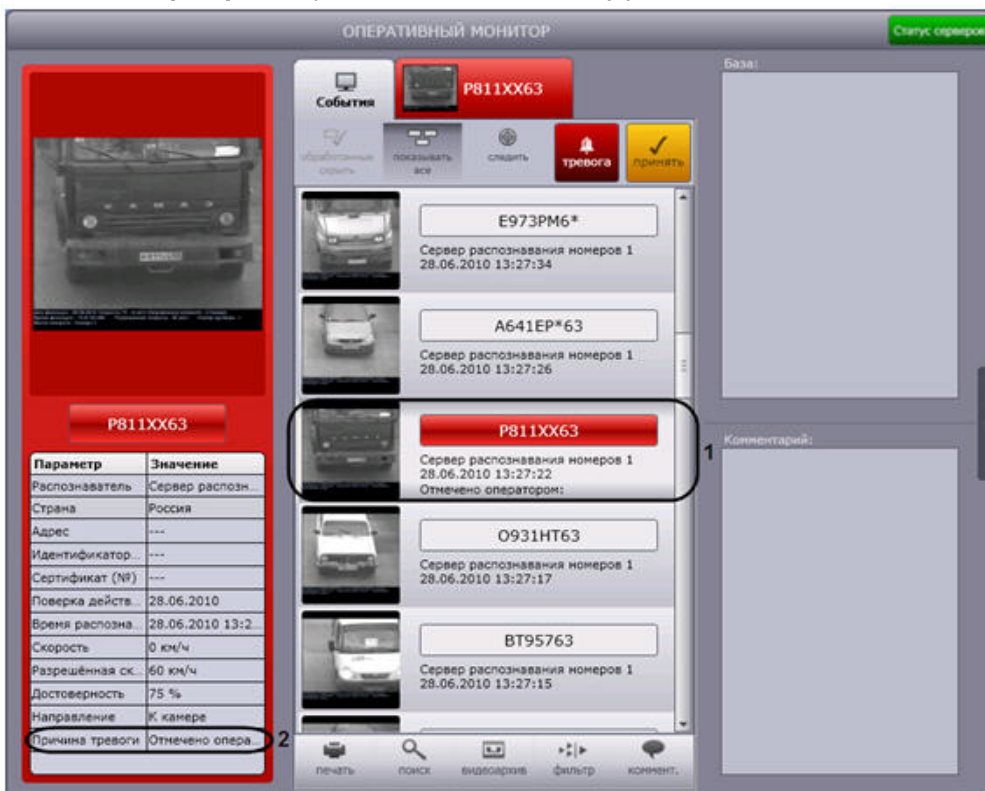 ОПЕРАТИВНЫЙ МОНИТОР
Статус серверов
P811XX63
Параметр Значение
Распознаватель Сервер распозн...
Страна Россия
Адрес ---
Идентификатор... ---
Сертификат (№) ---
Поверка действ... 28.06.2010
Время распозна... 28.06.2010 13:2...
Скорость 0 км/ч
Разрешённая ск... 60 км/ч
Достоверность 75 %
Направление К камере
Причина тревоги Отмечено опера...
2
События
P811XX63
обработанные скрыть
показывать все
следить
тревога
принять
E973PM6*
Сервер распознавания номеров 1
28.06.2010 13:27:34
A641EP*63
Сервер распознавания номеров 1
28.06.2010 13:27:26
P811XX63
Сервер распознавания номеров 1
28.06.2010 13:27:22
Отмечено оператором:
1
O931HT63
Сервер распознавания номеров 1
28.06.2010 13:27:17
BT95763
Сервер распознавания номеров 1
28.06.2010 13:27:15
печать
поиск
видеоархив
фильтр
коммент.
База:
Комментарий: